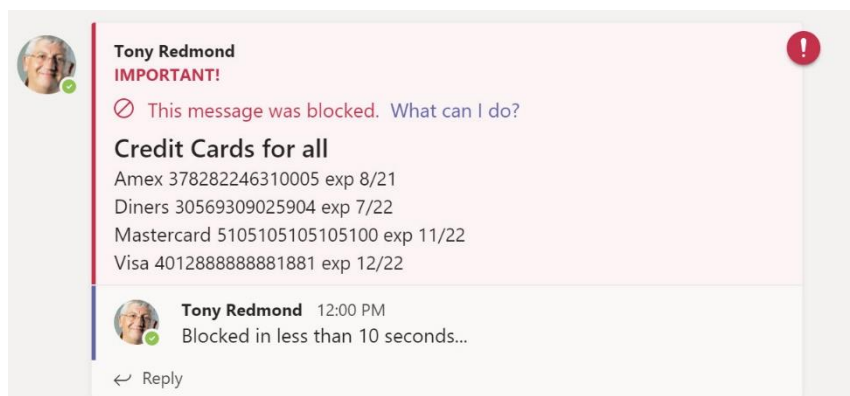 Tony Redmond
IMPORTANT!
This message was blocked. What can I do?
Credit Cards for all
Amex 378282246310005 exp 8/21
Diners 30569309025904 exp 7/22
Mastercard 5105105105105100 exp 11/22
Visa 4012888888881881 exp 12/22
Tony Redmond 12:00 PM
Blocked in less than 10 seconds...
Reply